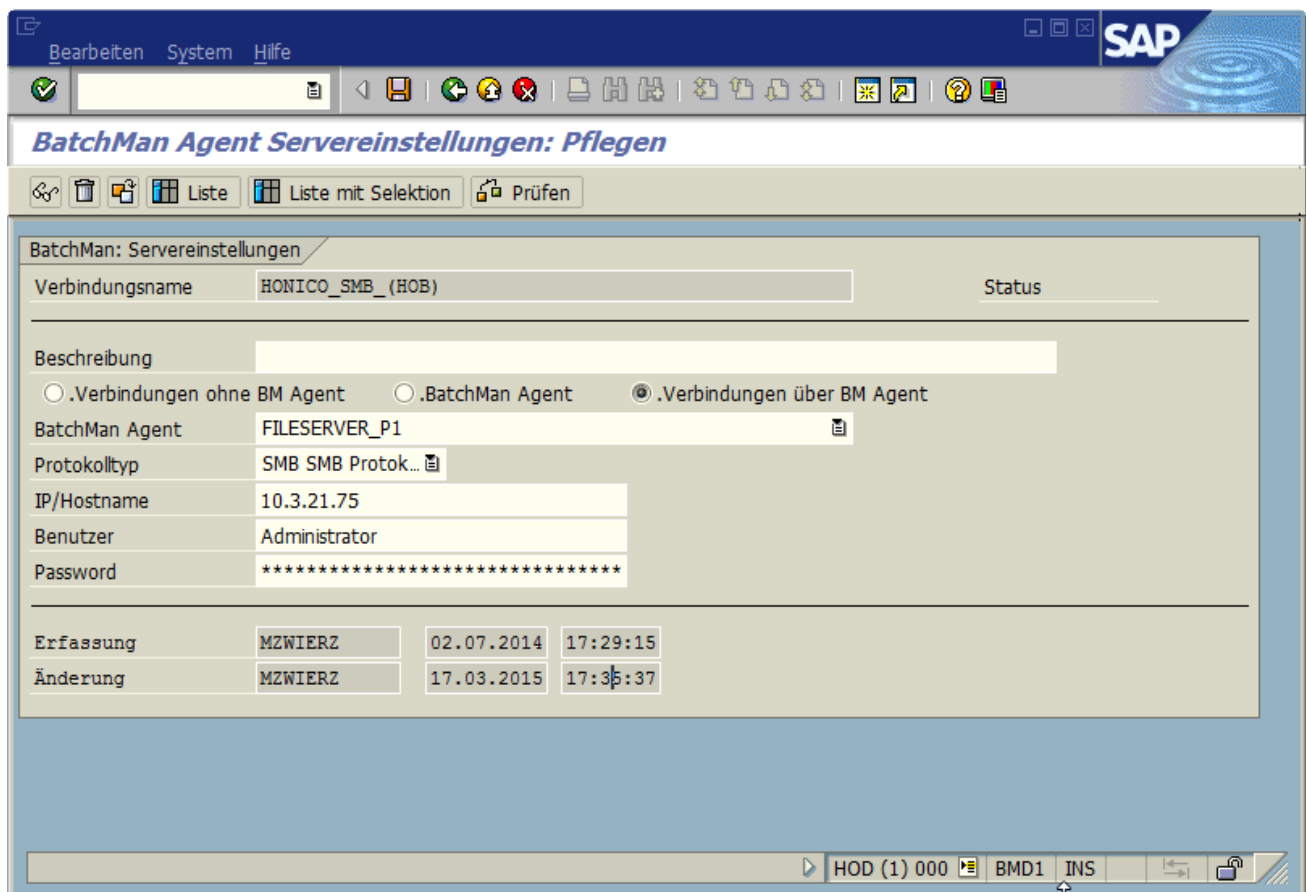 SAP
Bearbeiten System Hilfe
BatchMan Agent Servereinstellungen: Pflegen
Liste Liste mit Selektion Prüfen
BatchMan: Servereinstellungen
Verbindungsname HONICO_SMB_(HOB) Status
Beschreibung
.Verbindungen ohne BM Agent .BatchMan Agent .Verbindungen über BM Agent
BatchMan Agent FILESERVER_P1
Protokolltyp SMB SMB Protok...
IP/Hostname 10.3.21.75
Benutzer Administrator
Password ********************************
Erfassung MZWIERZ 02.07.2014 17:29:15
Änderung MZWIERZ 17.03.2015 17:35:37
HOD (1) 000 BMD1 INS